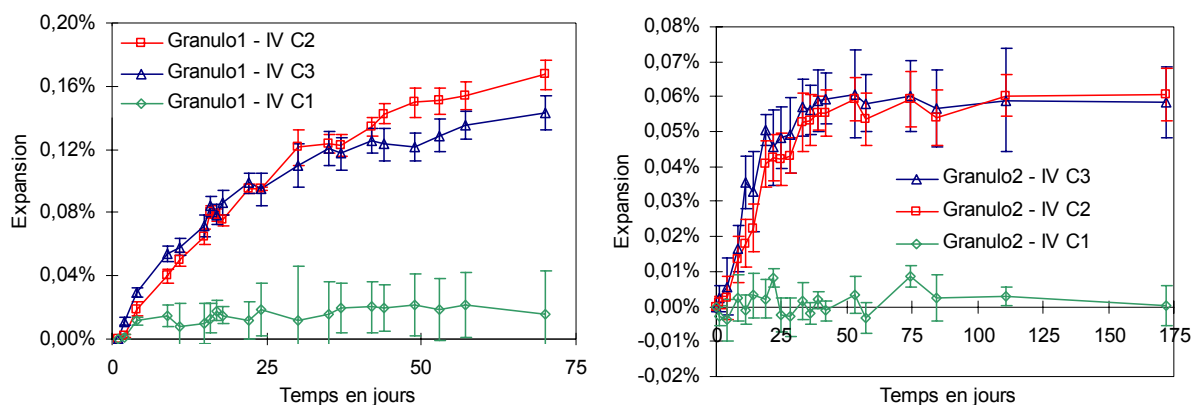 0,20%
0,16%
0,12%
0,08%
0,04%
0,00%
Expansion
Granulo1 - IV C2
Granulo1 - IV C3
Granulo1 - IV C1
0
25
50
75
Temps en jours
0,08%
0,07%
0,06%
0,05%
0,04%
0,03%
0,02%
0,01%
0,00%
-0,01%
-0,02%
Expansion
Granulo2 - IV C3
Granulo2 - IV C2
Granulo2 - IV C1
0
25
50
75
100
125
150
175
Temps en jours